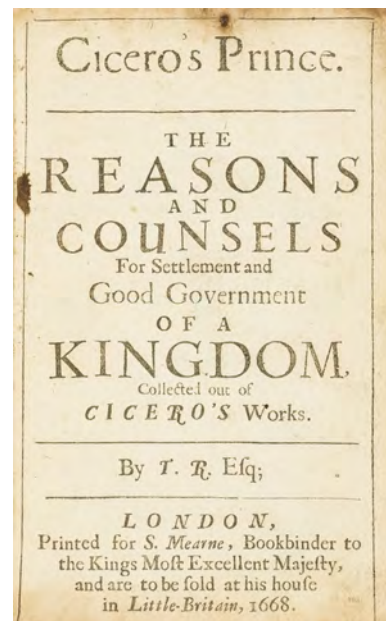 Cicero's Prince.
THE
REASONS
AND
COUNSELS
For Settlement and
Good Government
OF A
KINGDOM,
Collected out of
CICERO'S Works.
By T. R. Eſq;
LONDON,
Printed for S. Mearne, Bookbinder to
the Kings Moſt Excellent Majeſty,
and are to be ſold at his houſe
in Little-Britain, 1668.